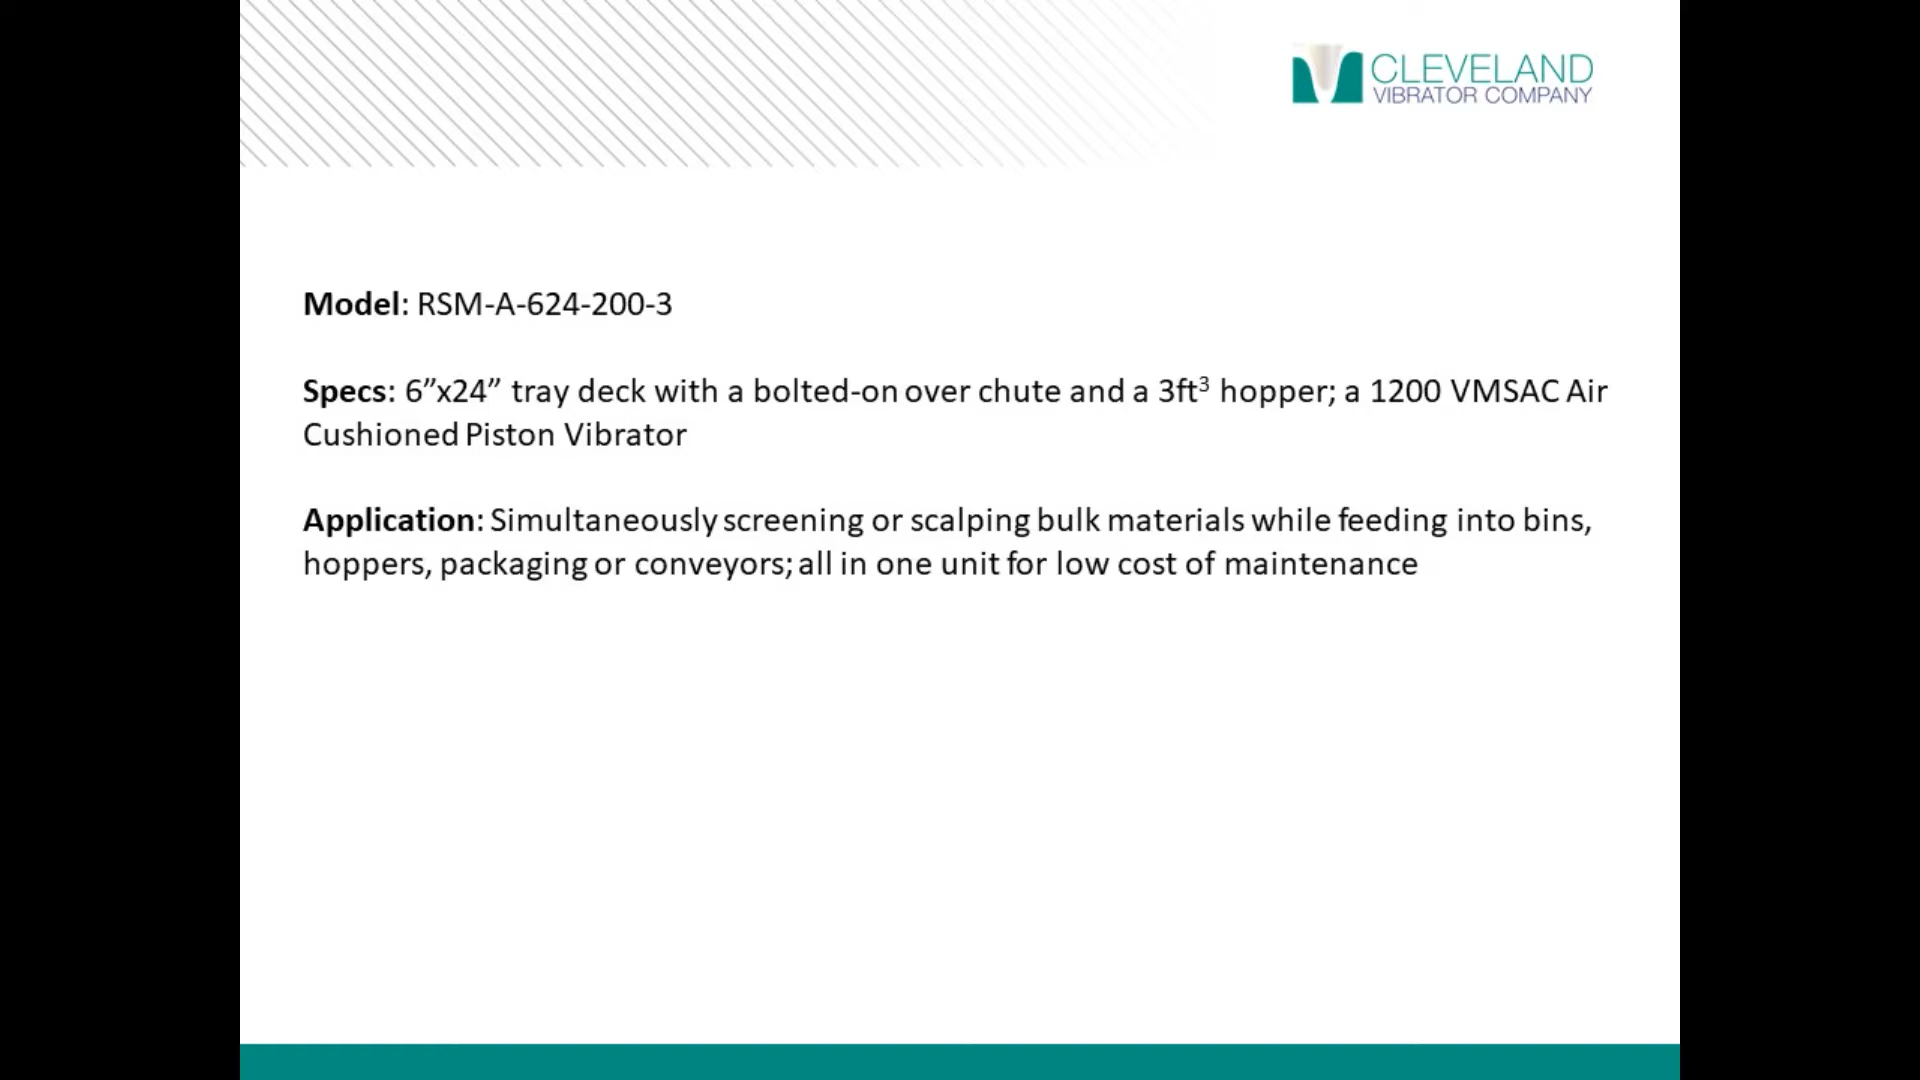 CLEVELAND
VIBRATOR COMPANY
Model: RSM-A-624-200-3
Specs: 6”x24” tray deck with a bolted-on over chute and a 3ft³ hopper; a 1200 VMSAC Air
Cushioned Piston Vibrator
Application: Simultaneously screening or scalping bulk materials while feeding into bins,
hoppers, packaging or conveyors; all in one unit for low cost of maintenance